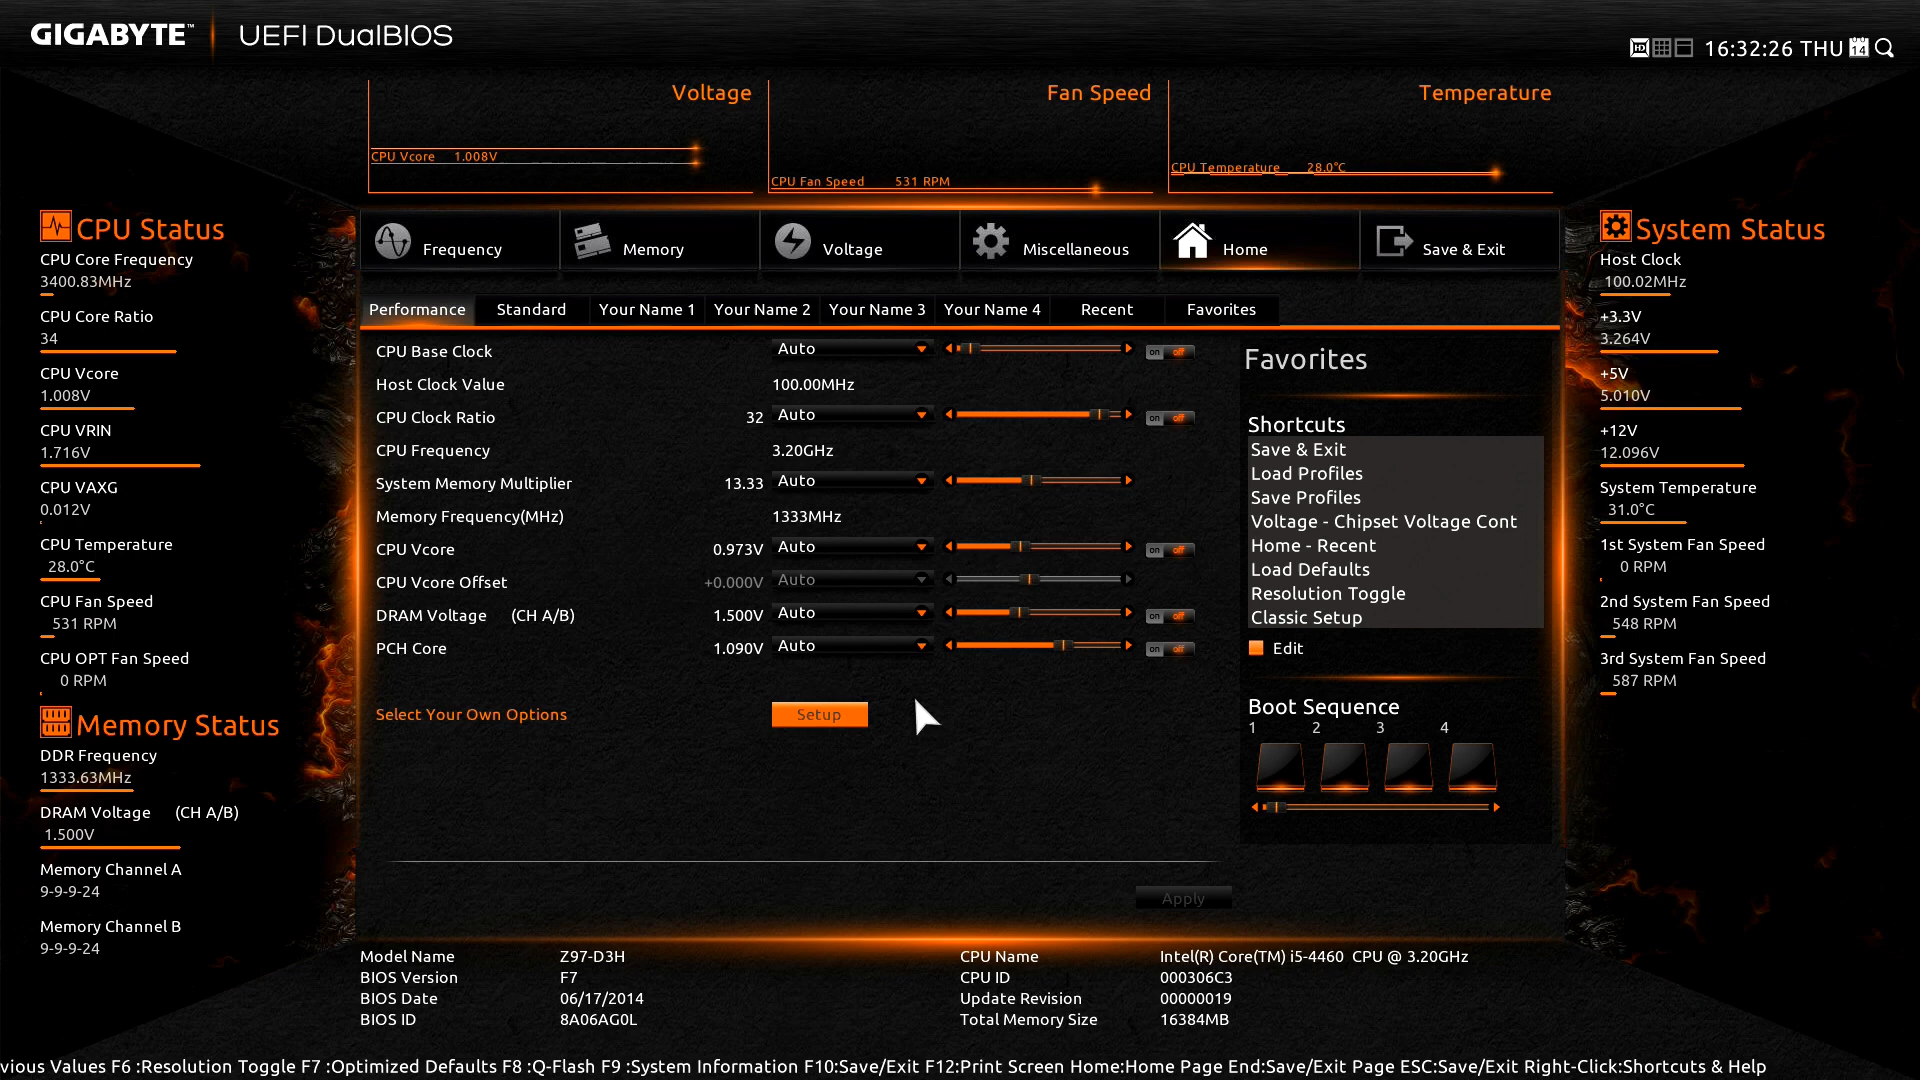 GIGABYTE™ UEFI DualBIOS
16:32:26 THU 14
Voltage
CPU Vcore 1.008V
Fan Speed
CPU Fan Speed 531 RPM
Temperature
CPU Temperature 28.0°C
Frequency Memory Voltage Miscellaneous Home Save & Exit
Performance Standard Your Name 1 Your Name 2 Your Name 3 Your Name 4 Recent Favorites
CPU Status
CPU Core Frequency
3400.83MHz
CPU Core Ratio
34
CPU Vcore
1.008V
CPU VRIN
1.716V
CPU VAXG
0.012V
CPU Temperature
28.0°C
CPU Fan Speed
531 RPM
CPU OPT Fan Speed
0 RPM
Memory Status
DDR Frequency
1333.63MHz
DRAM Voltage (CH A/B)
1.500V
Memory Channel A
9-9-9-24
Memory Channel B
9-9-9-24
CPU Base Clock Auto on off
Host Clock Value 100.00MHz
CPU Clock Ratio 32 Auto on off
CPU Frequency 3.20GHz
System Memory Multiplier 13.33 Auto
Memory Frequency(MHz) 1333MHz
CPU Vcore 0.973V Auto on off
CPU Vcore Offset +0.000V Auto
DRAM Voltage (CH A/B) 1.500V Auto on off
PCH Core 1.090V Auto on off
Select Your Own Options Setup
Apply
Favorites
Shortcuts
Save & Exit
Load Profiles
Save Profiles
Voltage - Chipset Voltage Cont
Home - Recent
Load Defaults
Resolution Toggle
Classic Setup
Edit
Boot Sequence
1 2 3 4
System Status
Host Clock
100.02MHz
+3.3V
3.264V
+5V
5.010V
+12V
12.096V
System Temperature
31.0°C
1st System Fan Speed
0 RPM
2nd System Fan Speed
548 RPM
3rd System Fan Speed
587 RPM
Model Name Z97-D3H
BIOS Version F7
BIOS Date 06/17/2014
BIOS ID 8A06AG0L
CPU Name Intel(R) Core(TM) i5-4460 CPU @ 3.20GHz
CPU ID 000306C3
Update Revision 00000019
Total Memory Size 16384MB
vious Values F6 :Resolution Toggle F7 :Optimized Defaults F8 :Q-Flash F9 :System Information F10:Save/Exit F12:Print Screen Home:Home Page End:Save/Exit Page ESC:Save/Exit Right-Click:Shortcuts & Help